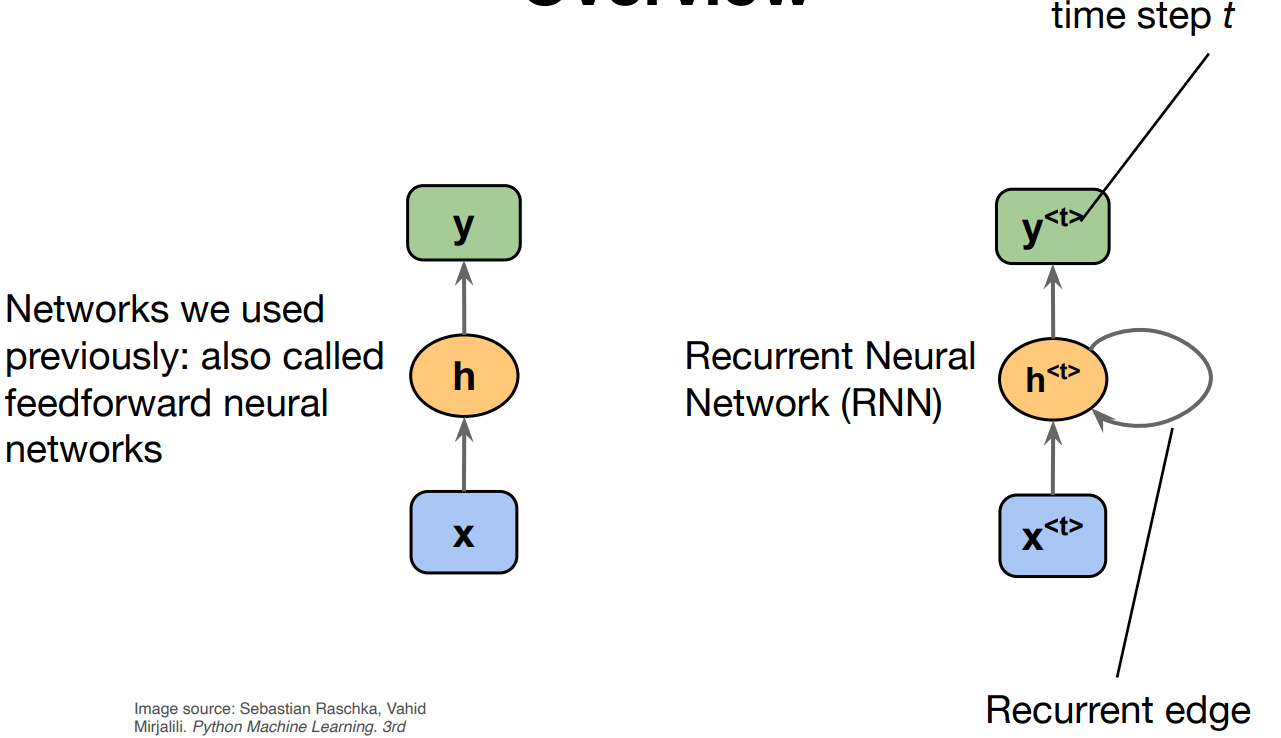 Overview
time step t
y
y<t>
Networks we used
previously: also called
feedforward neural
networks
h
Recurrent Neural
Network (RNN)
h<t>
x
x<t>
Image source: Sebastian Raschka, Vahid
Mirjalili. Python Machine Learning. 3rd
Recurrent edge